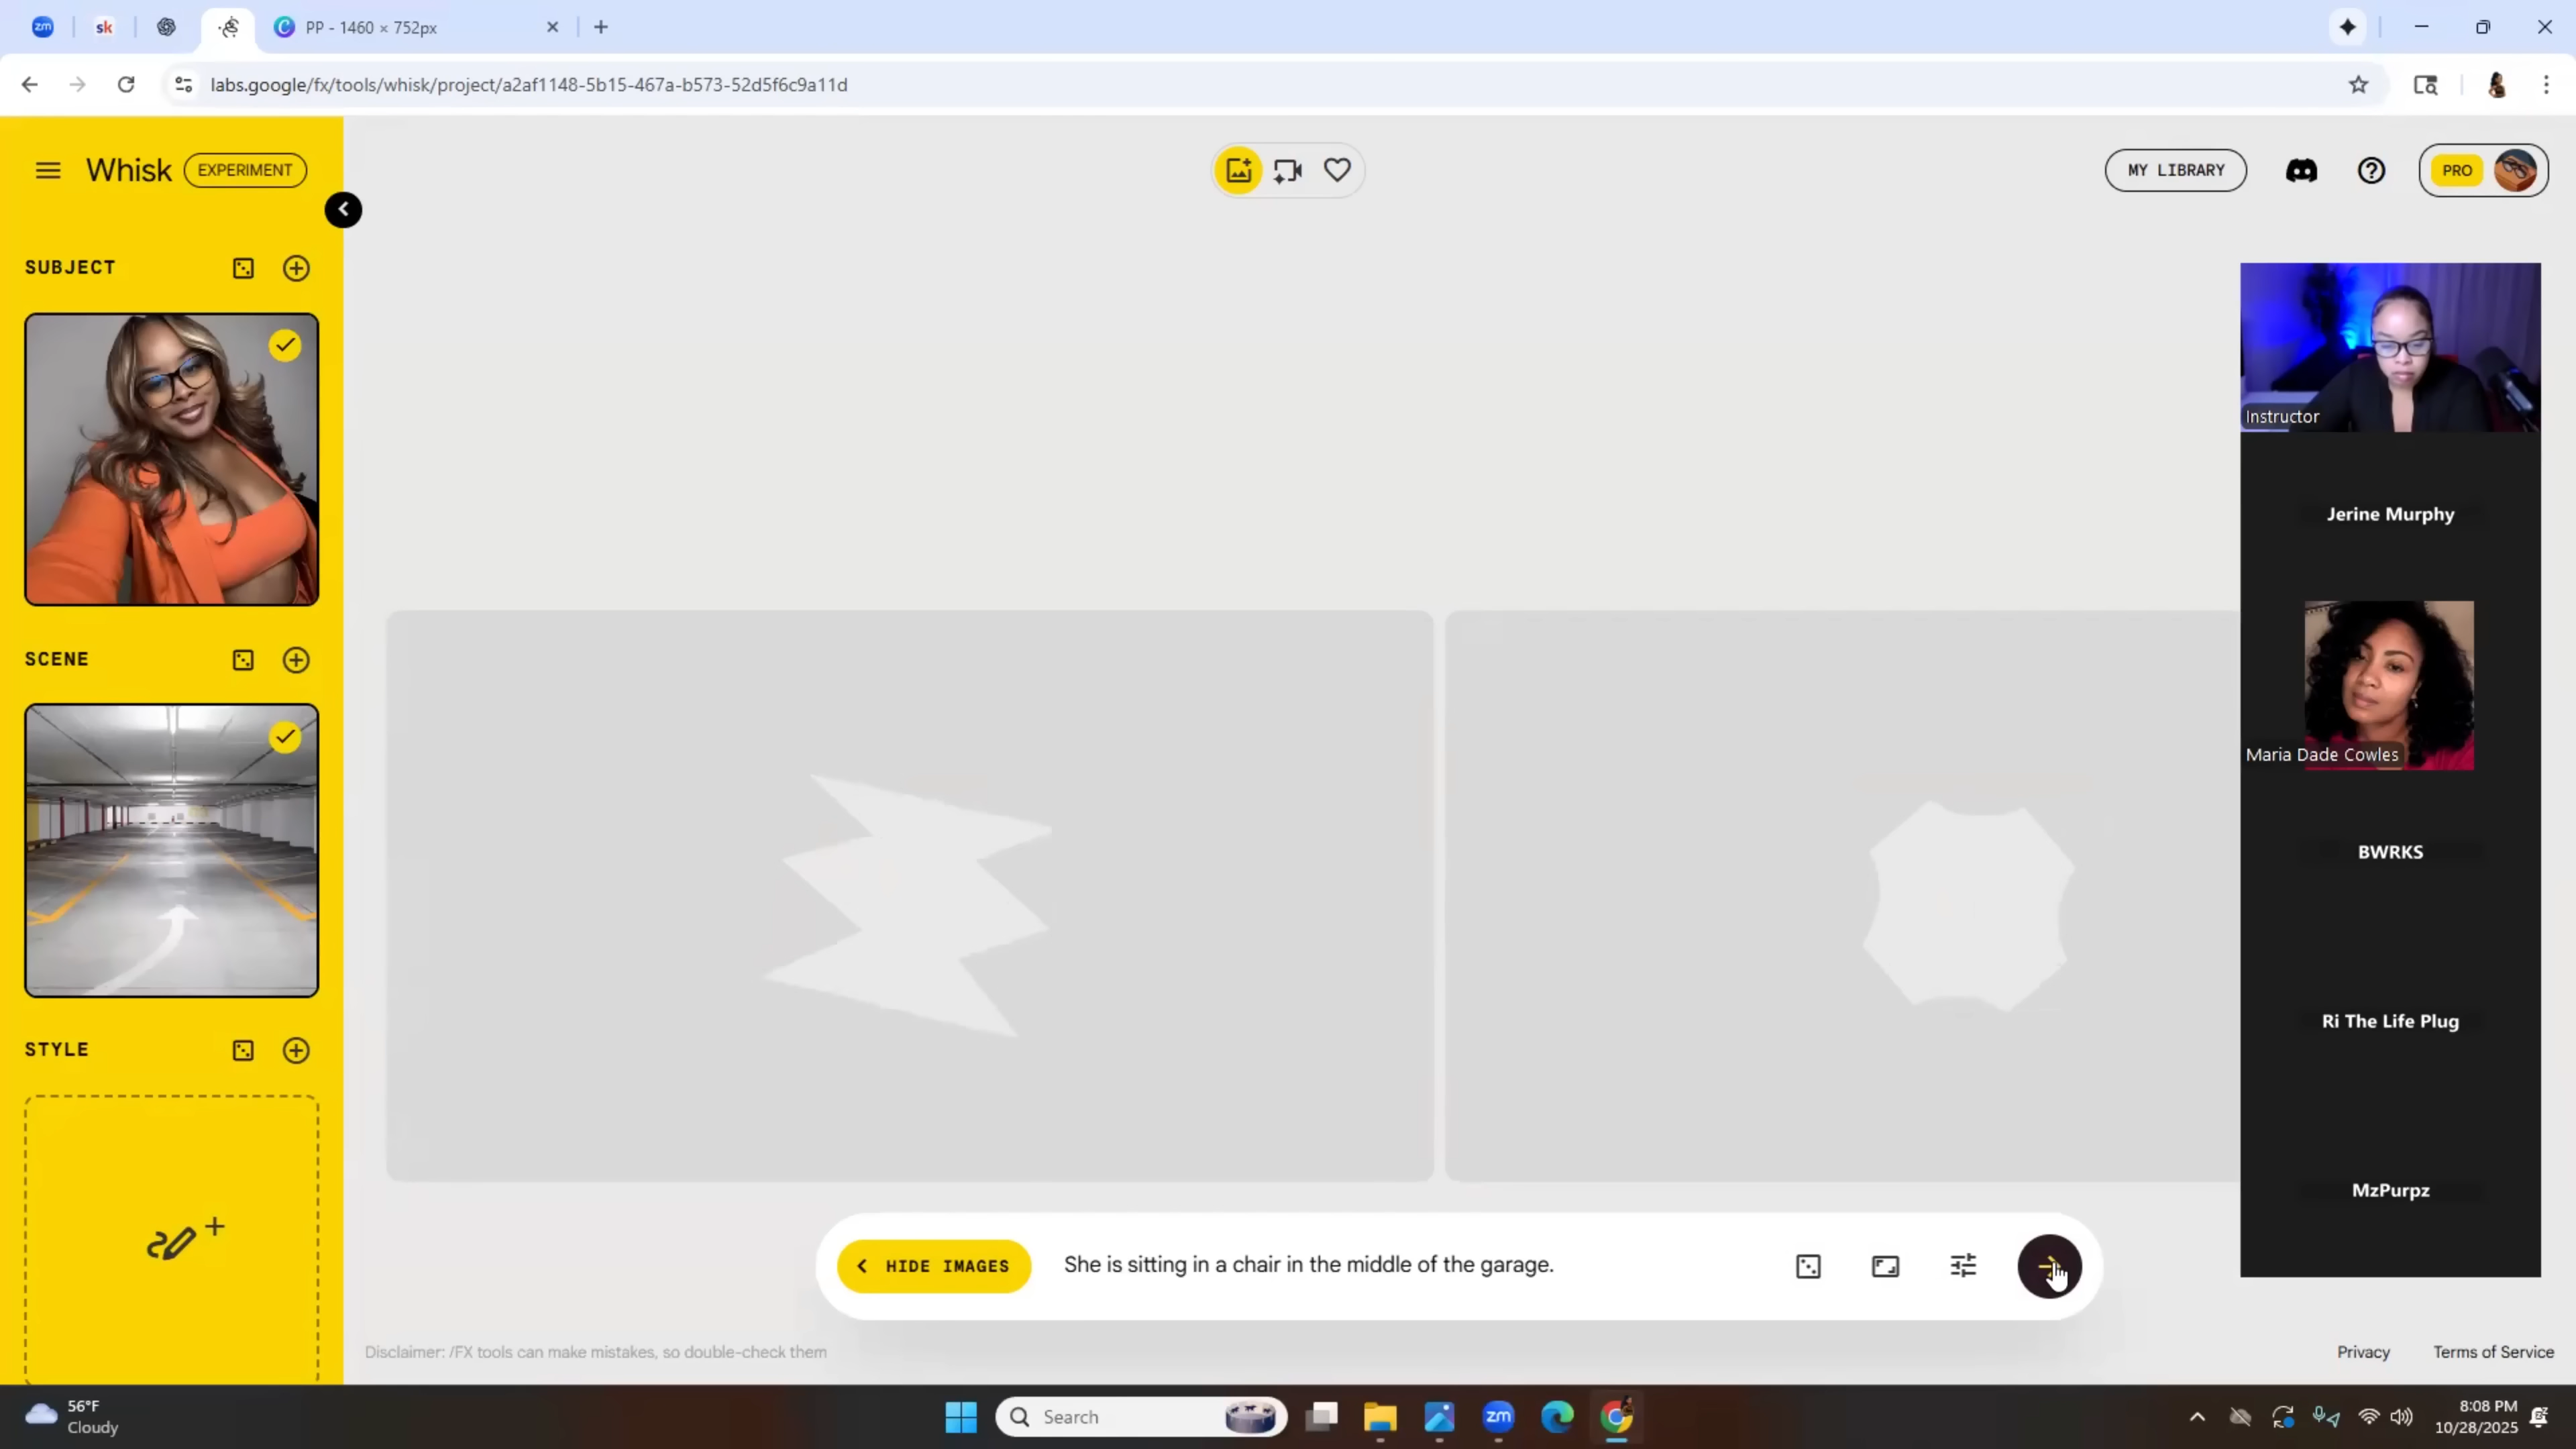 zm
sk
PP - 1460 × 752px
labs.google/fx/tools/whisk/project/a2af1148-5b15-467a-b573-52d5f6c9a11d
Whisk EXPERIMENT
MY LIBRARY
PRO
SUBJECT
Instructor
Jerine Murphy
Maria Dade Cowles
BWRKS
Ri The Life Plug
MzPurpz
SCENE
STYLE
HIDE IMAGES
She is sitting in a chair in the middle of the garage.
Disclaimer: /FX tools can make mistakes, so double-check them
Privacy
Terms of Service
56°F
Cloudy
Search
zm
8:08 PM
10/28/2025